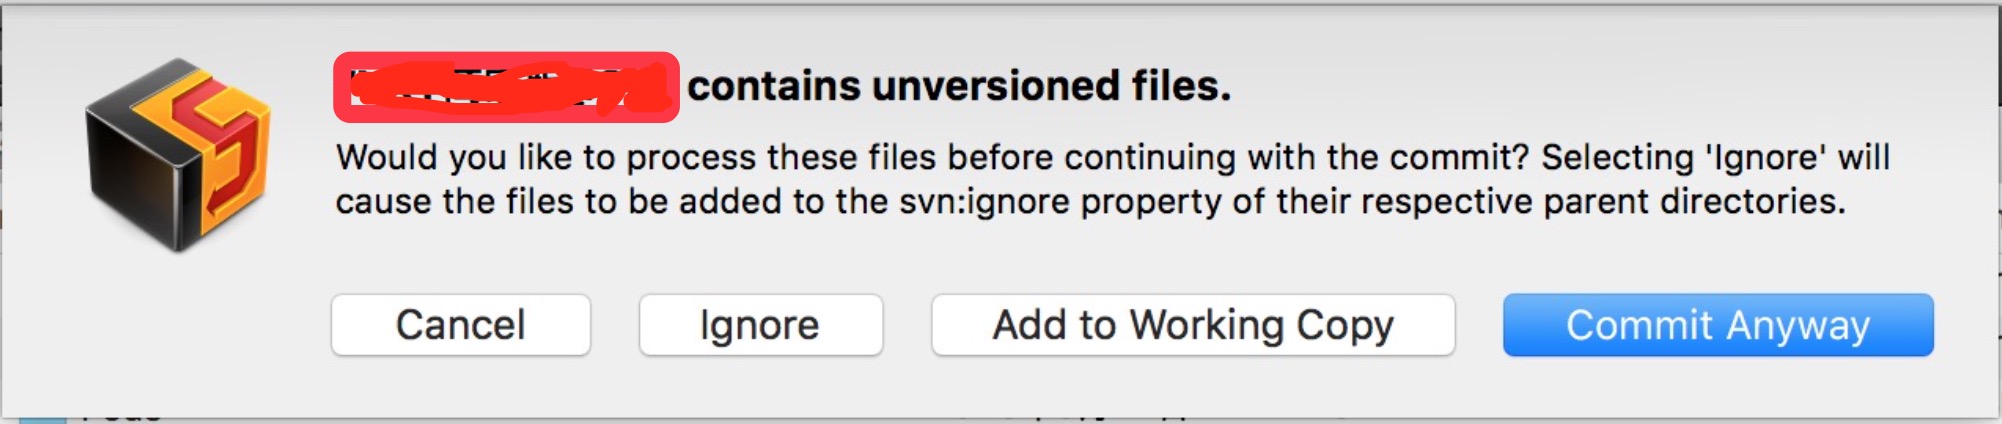 contains unversioned files.
Would you like to process these files before continuing with the commit? Selecting 'Ignore' will
cause the files to be added to the svn:ignore property of their respective parent directories.
Cancel Ignore Add to Working Copy Commit Anyway